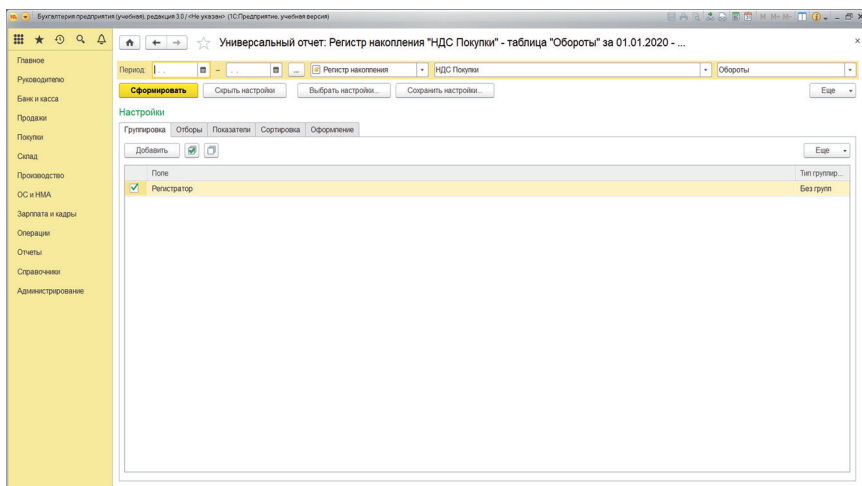 Бухгалтерия предприятия (учебная), редакция 3.0 / <Не указан> (1С:Предприятие, учебная версия)
M M+ M-
Универсальный отчет: Регистр накопления "НДС Покупки" - таблица "Обороты" за 01.01.2020 - ...
Главное
Руководителю
Банк и касса
Продажи
Покупки
Склад
Производство
ОС и НМА
Зарплата и кадры
Операции
Отчеты
Справочники
Администрирование
Период: . . – . . ... Регистр накопления НДС Покупки Обороты
Сформировать Скрыть настройки Выбрать настройки... Сохранить настройки... Еще
Настройки
Группировка Отборы Показатели Сортировка Оформление
Добавить Еще
Поле Тип группир...
Регистратор Без групп